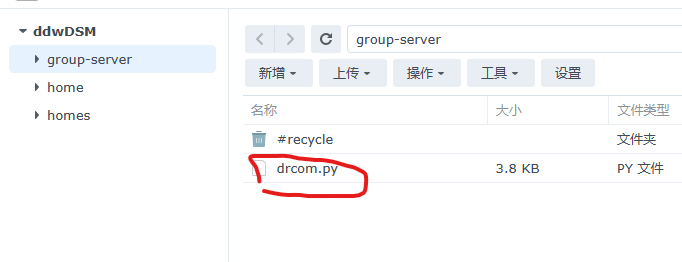 ddwDSM
group-server
home
homes
group-server
新增 上传 操作 工具 设置
名称 大小 文件类型
#recycle 文件夹
drcom.py 3.8 KB PY 文件